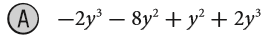 A −2y³ − 8y² + y² + 2y³